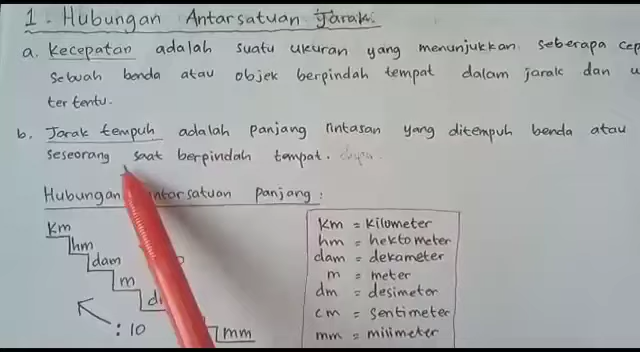 1. Hubungan Antarsatuan Jarak.
a. Kecepatan adalah suatu ukuran yang menunjukkan seberapa
sebuah benda atau objek berpindah tempat dalam jarak dan
tertentu.
b. Jarak tempuh adalah panjang lintasan yang ditempuh benda atau
seseorang saat berpindah tempat.
Hubungan antarsatuan panjang :
Km
hm
dam
m
mm
: 10
Km = Kilometer
hm = hektometer
dam = dekameter
m = meter
dm = desimeter
cm = sentimeter
mm = milimeter